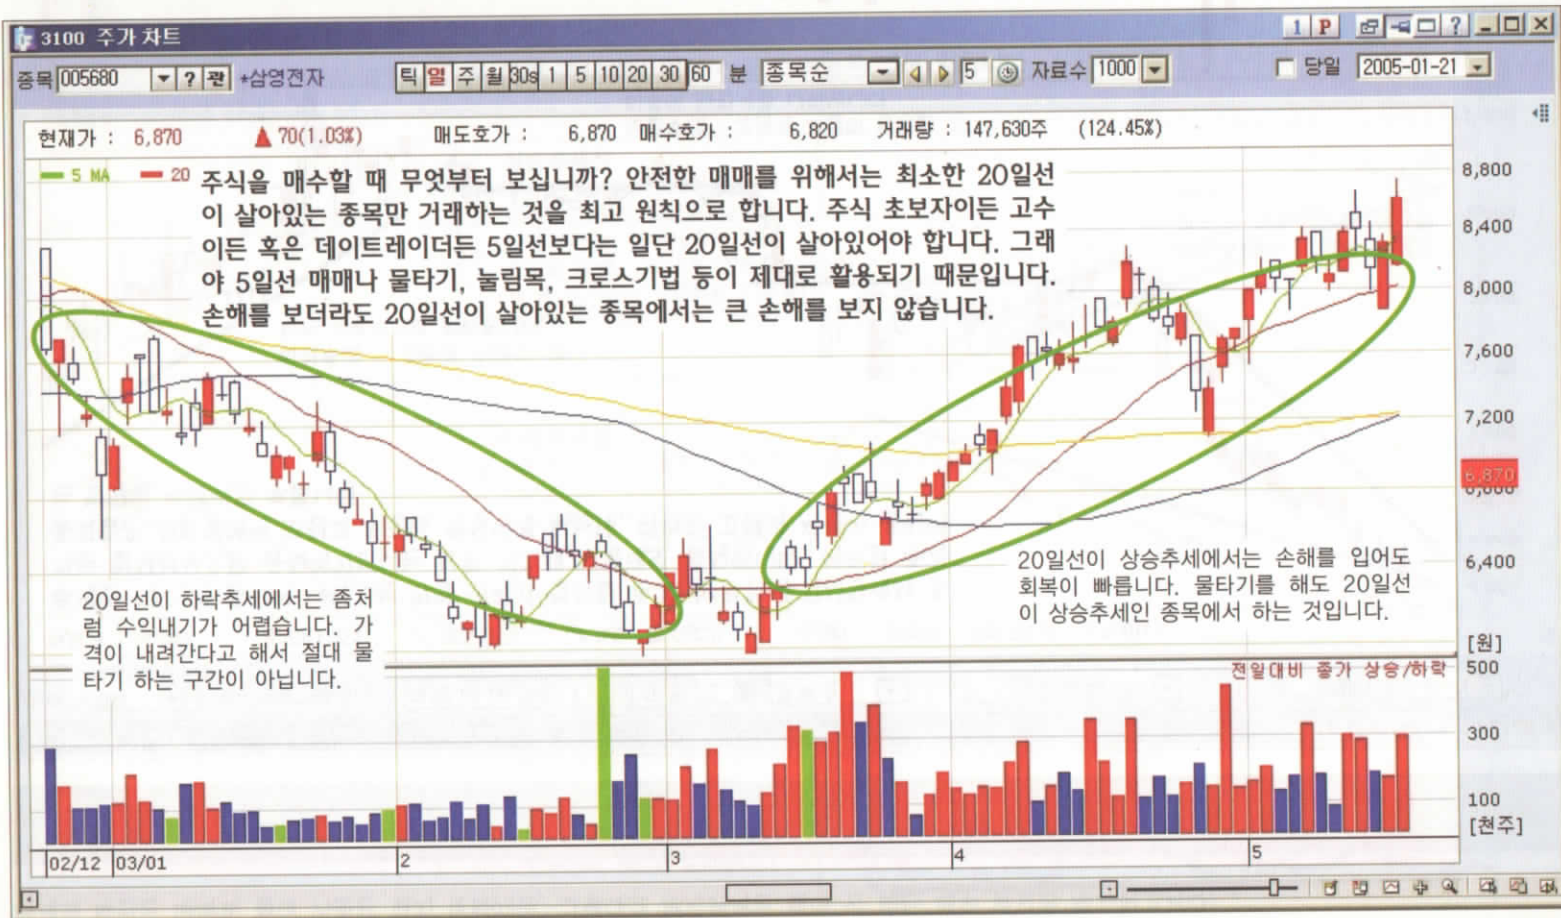 3100 주가차트
1 P ?
종목 005680 ? 관 *삼영전자 틱 일 주 월 30s 1 5 10 20 30 60 분 종목순 5 자료수 1000 당일 2005-01-21
현재가 : 6,870 ▲ 70(1.03%) 매도호가 : 6,870 매수호가 : 6,820 거래량 : 147,630주 (124.45%)
5 MA 20
주식을 매수할 때 무엇부터 보십니까? 안전한 매매를 위해서는 최소한 20일선
이 살아있는 종목만 거래하는 것을 최고 원칙으로 합니다. 주식 초보자이든 고수
이든 혹은 데이트레이더든 5일선보다는 일단 20일선이 살아있어야 합니다. 그래
야 5일선 매매나 물타기, 눌림목, 크로스기법 등이 제대로 활용되기 때문입니다.
손해를 보더라도 20일선이 살아있는 종목에서는 큰 손해를 보지 않습니다.
8,800
8,400
8,000
7,600
7,200
6,870
6,400
[원]
20일선이 하락추세에서는 좀처
럼 수익내기가 어렵습니다. 가
격이 내려간다고 해서 절대 물
타기 하는 구간이 아닙니다.
20일선이 상승추세에서는 손해를 입어도
회복이 빠릅니다. 물타기를 해도 20일선
이 상승추세인 종목에서 하는 것입니다.
전일대비 종가 상승/하락
500
300
100
[천주]
02/12 03/01 2 3 4 5